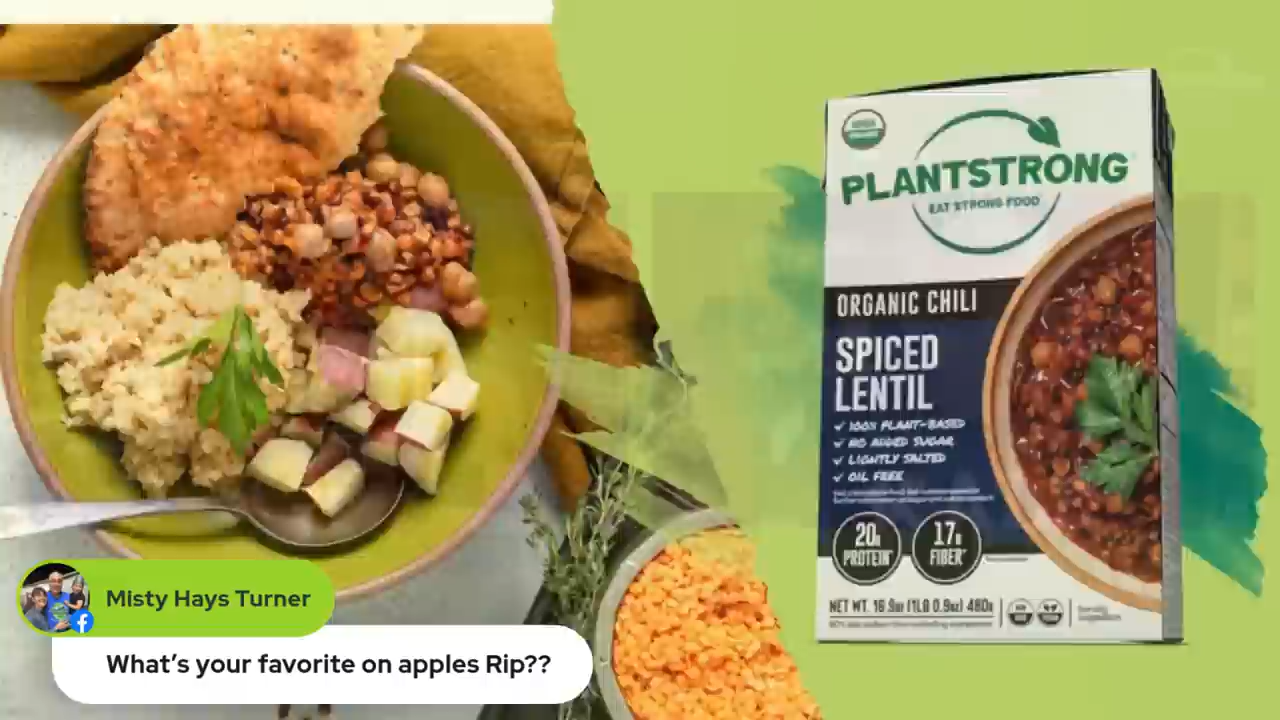 PLANTSTRONG
EAT STRONG FOOD
ORGANIC CHILI
SPICED
LENTIL
✓ 100% PLANT-BASED
✓ NO ADDED SUGAR
✓ LIGHTLY SALTED
✓ OIL FREE
20g
PROTEIN*
17g
FIBER*
NET WT. 16.9oz (1LB 0.9oz) 480g
Misty Hays Turner
What's your favorite on apples Rip??